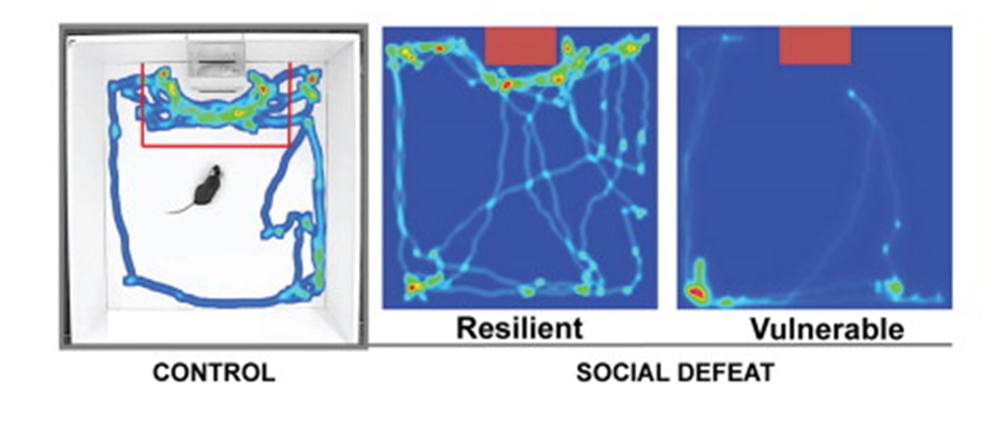 Resilient
Vulnerable
CONTROL
SOCIAL DEFEAT